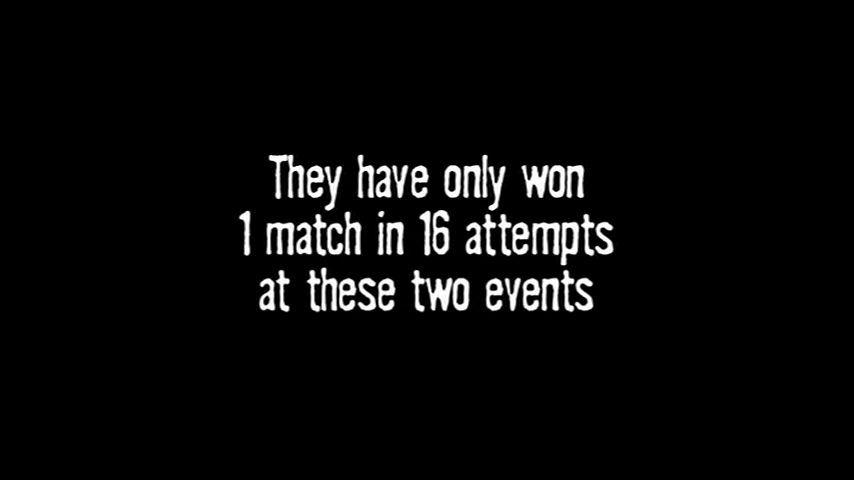 They have only won
1 match in 16 attempts
at these two events